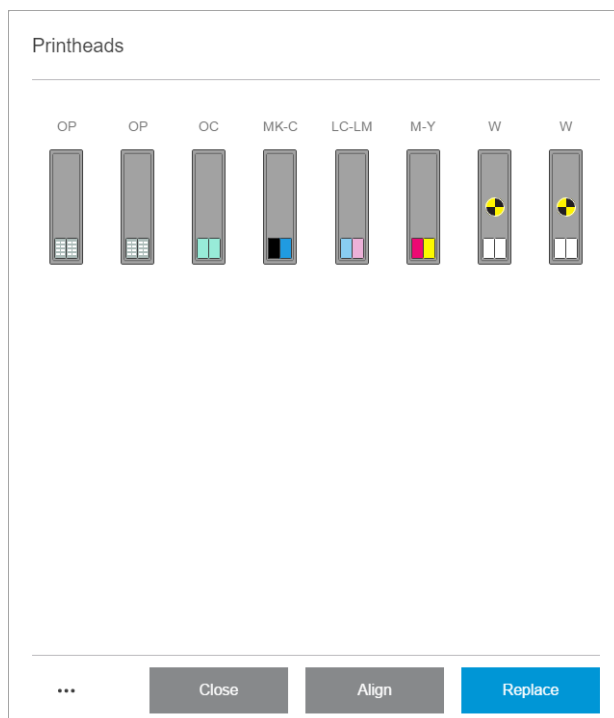 Printheads
OP OP OC MK-C LC-LM M-Y W W
... Close Align Replace